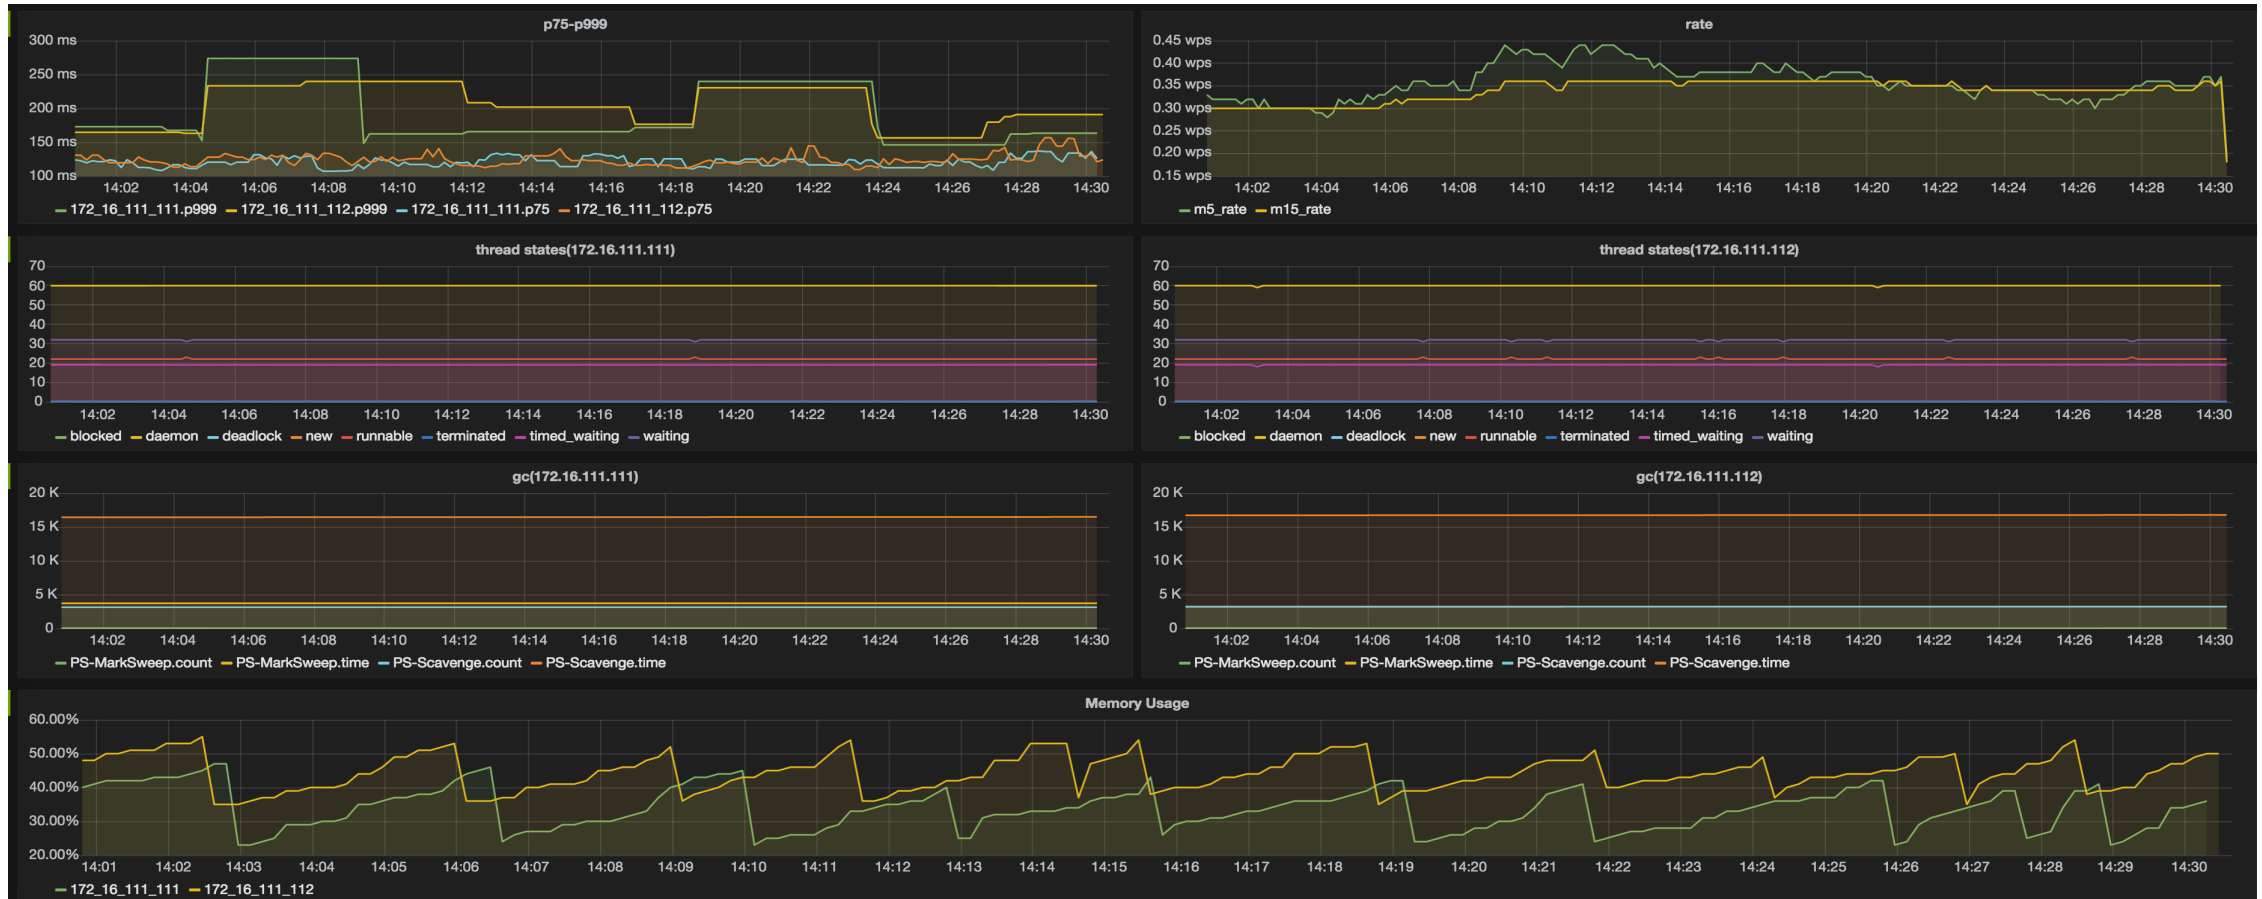 p75-p999
300 ms
250 ms
200 ms
150 ms
100 ms
14:02 14:04 14:06 14:08 14:10 14:12 14:14 14:16 14:18 14:20 14:22 14:24 14:26 14:28 14:30
172_16_111_111.p999 172_16_111_112.p999 172_16_111_111.p75 172_16_111_112.p75
rate
0.45 wps
0.40 wps
0.35 wps
0.30 wps
0.25 wps
0.20 wps
0.15 wps
14:02 14:04 14:06 14:08 14:10 14:12 14:14 14:16 14:18 14:20 14:22 14:24 14:26 14:28 14:30
m5_rate m15_rate
thread states(172.16.111.111)
70
60
50
40
30
20
10
0
14:02 14:04 14:06 14:08 14:10 14:12 14:14 14:16 14:18 14:20 14:22 14:24 14:26 14:28 14:30
blocked daemon deadlock new runnable terminated timed_waiting waiting
thread states(172.16.111.112)
70
60
50
40
30
20
10
0
14:02 14:04 14:06 14:08 14:10 14:12 14:14 14:16 14:18 14:20 14:22 14:24 14:26 14:28 14:30
blocked daemon deadlock new runnable terminated timed_waiting waiting
gc(172.16.111.111)
20 K
15 K
10 K
5 K
0
14:02 14:04 14:06 14:08 14:10 14:12 14:14 14:16 14:18 14:20 14:22 14:24 14:26 14:28 14:30
PS-MarkSweep.count PS-MarkSweep.time PS-Scavenge.count PS-Scavenge.time
gc(172.16.111.112)
20 K
15 K
10 K
5 K
0
14:02 14:04 14:06 14:08 14:10 14:12 14:14 14:16 14:18 14:20 14:22 14:24 14:26 14:28 14:30
PS-MarkSweep.count PS-MarkSweep.time PS-Scavenge.count PS-Scavenge.time
Memory Usage
60.00%
50.00%
40.00%
30.00%
20.00%
14:01 14:02 14:03 14:04 14:05 14:06 14:07 14:08 14:09 14:10 14:11 14:12 14:13 14:14 14:15 14:16 14:17 14:18 14:19 14:20 14:21 14:22 14:23 14:24 14:25 14:26 14:27 14:28 14:29 14:30
172_16_111_111 172_16_111_112